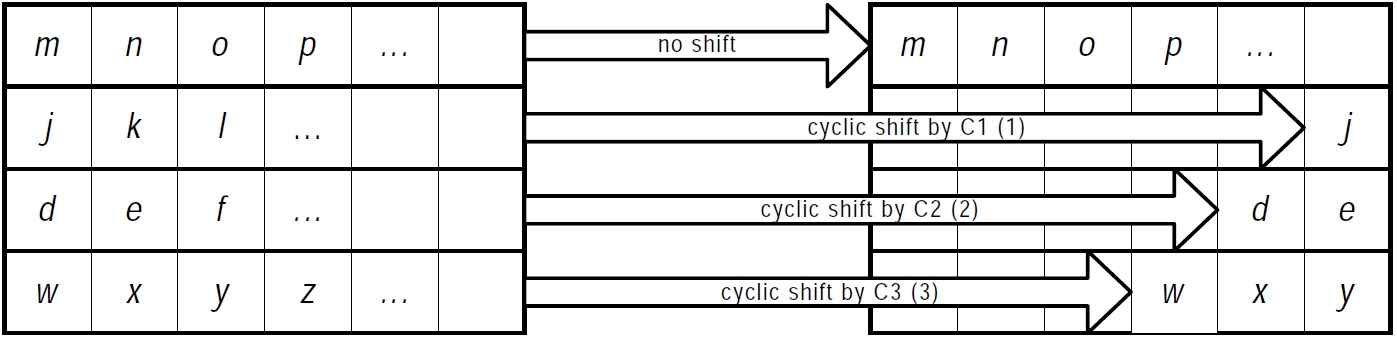 m n o p ... no shift m n o p ...
j k l ... cyclic shift by C1 (1) j
d e f ... cyclic shift by C2 (2) d e
w x y z ... cyclic shift by C3 (3) w x y